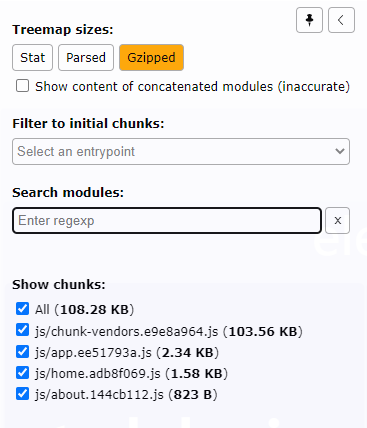 Treemap sizes:
Stat Parsed Gzipped
Show content of concatenated modules (inaccurate)
Filter to initial chunks:
Select an entrypoint
Search modules:
Enter regexp x
Show chunks:
All (108.28 KB)
js/chunk-vendors.e9e8a964.js (103.56 KB)
js/app.ee51793a.js (2.34 KB)
js/home.adb8f069.js (1.58 KB)
js/about.144cb112.js (823 B)